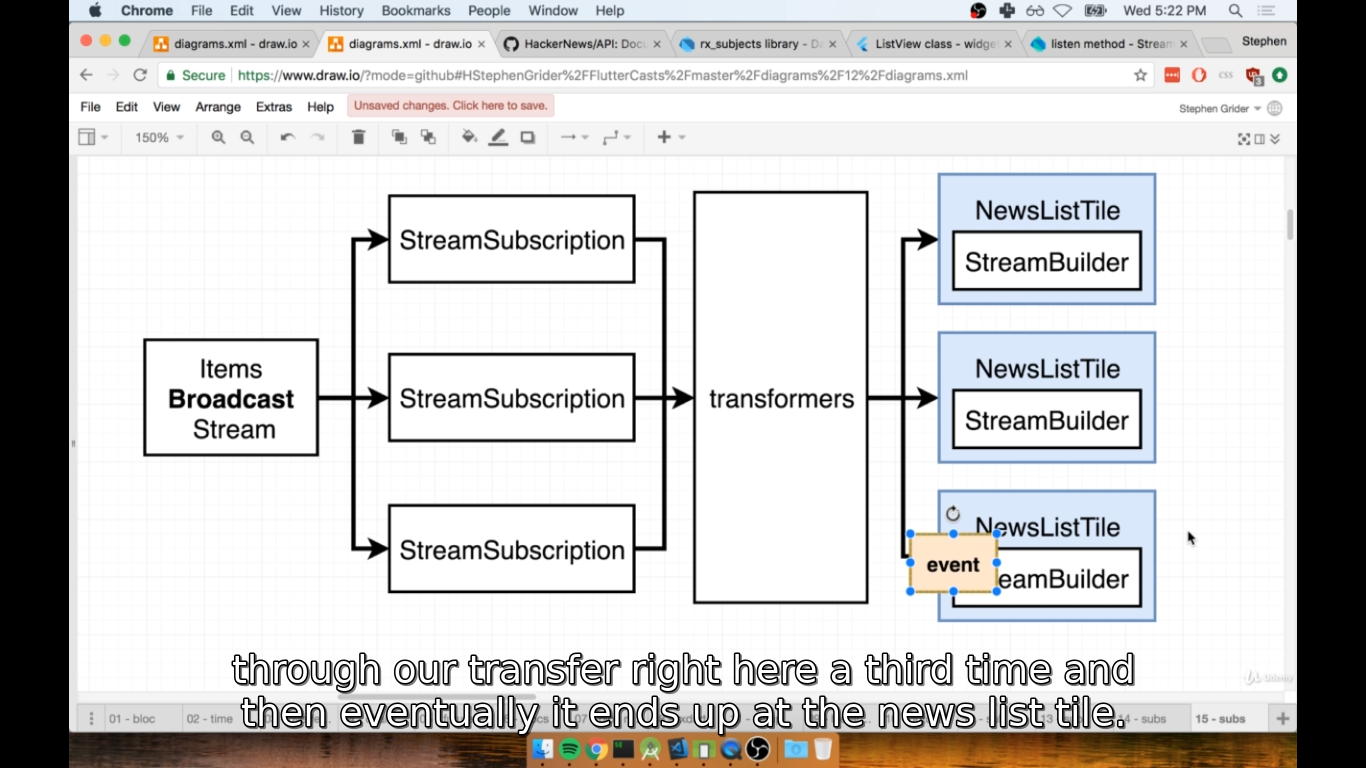 Chrome File Edit View History Bookmarks People Window Help Wed 5:22 PM
diagrams.xml - draw.io diagrams.xml - draw.io HackerNews/API: Docu rx_subjects library - D ListView class - widge listen method - Stream Stephen
Secure https://www.draw.io/?mode=github#HStephenGrider%2FFlutterCasts%2Fmaster%2Fdiagrams%2F12%2Fdiagrams.xml
File Edit View Arrange Extras Help Unsaved changes. Click here to save. Stephen Grider
150%
NewsListTile
StreamBuilder
StreamSubscription
Items
Broadcast
Stream
StreamSubscription
transformers
NewsListTile
StreamBuilder
StreamSubscription
NewsListTile
event
eamBuilder
through our transfer right here a third time and
then eventually it ends up at the news list tile.
Udemy
01 - bloc 02 - time 14 - subs 15 - subs